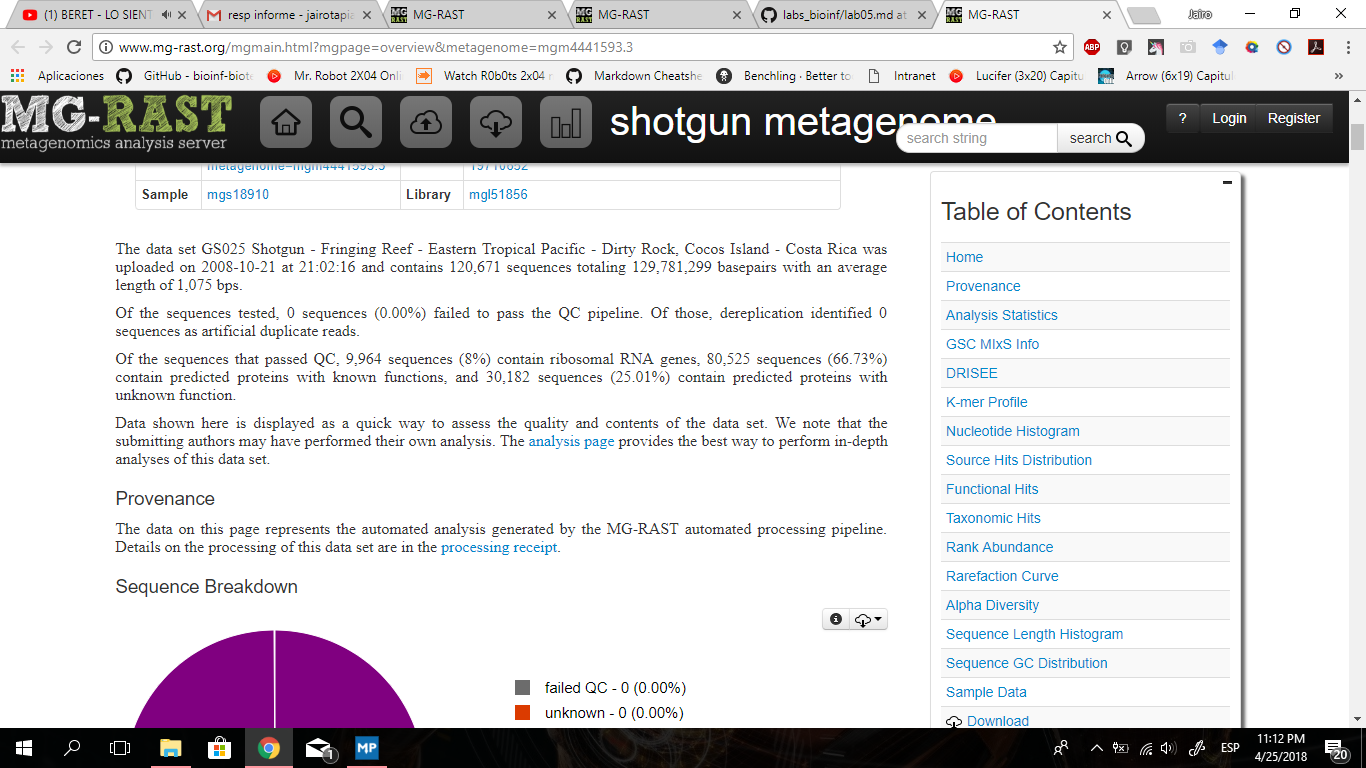 (1) BERET - LO SIENT
resp informe - jairotapia
MG-RAST
MG-RAST
labs_bioinf/lab05.md at
MG-RAST
Jairo
www.mg-rast.org/mgmain.html?mgpage=overview&metagenome=mgm4441593.3
Aplicaciones
GitHub - bioinf-biote
Mr. Robot 2X04 Onli
Watch R0b0ts 2x04 
Markdown Cheatshe
Benchling · Better to
Intranet
Lucifer (3x20) Capitu
Arrow (6x19) Capitul
»
MG-RAST
metagenomics analysis server
shotgun metagenome
search string
search
?
Login
Register
metagenome=mgm4441593.3
19710652
Sample
mgs18910
Library
mgl51856
The data set GS025 Shotgun - Fringing Reef - Eastern Tropical Pacific - Dirty Rock, Cocos Island - Costa Rica was
uploaded on 2008-10-21 at 21:02:16 and contains 120,671 sequences totaling 129,781,299 basepairs with an average
length of 1,075 bps.
Of the sequences tested, 0 sequences (0.00%) failed to pass the QC pipeline. Of those, dereplication identified 0
sequences as artificial duplicate reads.
Of the sequences that passed QC, 9,964 sequences (8%) contain ribosomal RNA genes, 80,525 sequences (66.73%)
contain predicted proteins with known functions, and 30,182 sequences (25.01%) contain predicted proteins with
unknown function.
Data shown here is displayed as a quick way to assess the quality and contents of the data set. We note that the
submitting authors may have performed their own analysis. The analysis page provides the best way to perform in-depth
analyses of this data set.
Provenance
The data on this page represents the automated analysis generated by the MG-RAST automated processing pipeline.
Details on the processing of this data set are in the processing receipt.
Sequence Breakdown
failed QC - 0 (0.00%)
unknown - 0 (0.00%)
Table of Contents
Home
Provenance
Analysis Statistics
GSC MIxS Info
DRISEE
K-mer Profile
Nucleotide Histogram
Source Hits Distribution
Functional Hits
Taxonomic Hits
Rank Abundance
Rarefaction Curve
Alpha Diversity
Sequence Length Histogram
Sequence GC Distribution
Sample Data
Download
1
MP
ESP
11:12 PM
4/25/2018
20